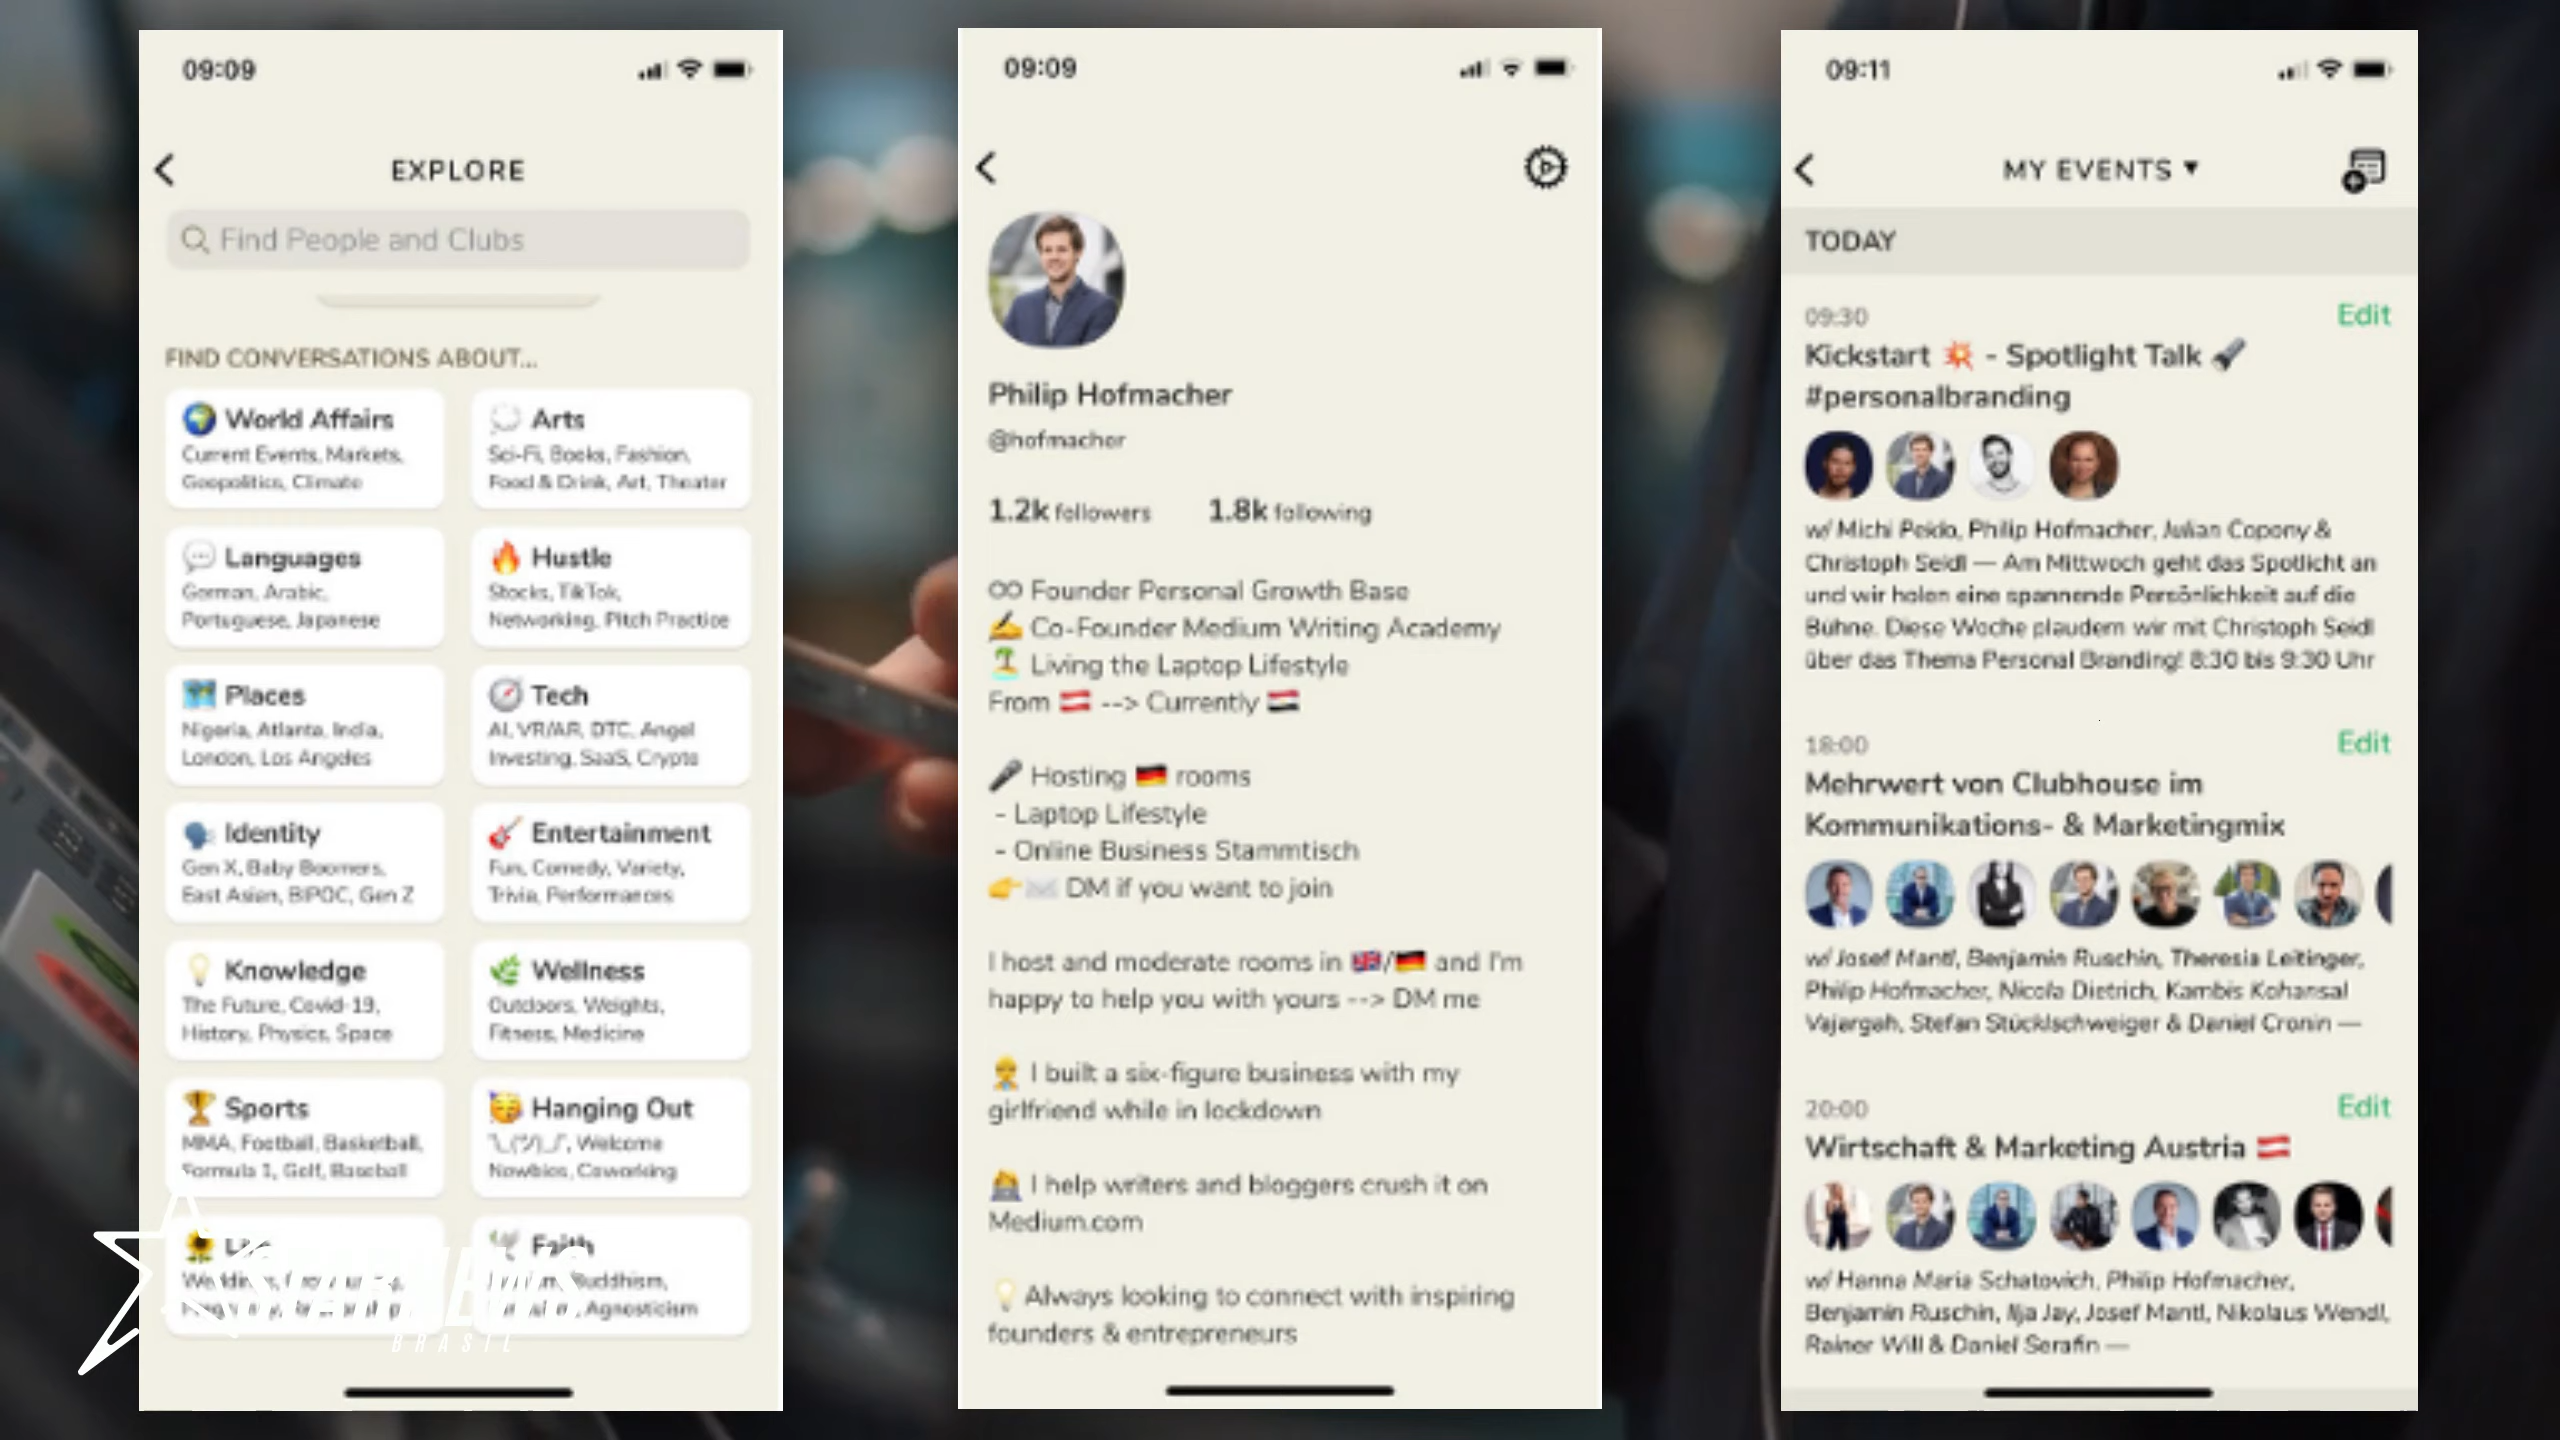 09:09
EXPLORE
Find People and Clubs
FIND CONVERSATIONS ABOUT...
World Affairs
Current Events, Markets,
Geopolitics, Climate
Arts
Sci-Fi, Books, Fashion,
Food & Drink, Art, Theater
Languages
German, Arabic,
Portuguese, Japanese
Hustle
Stocks, TikTok,
Networking, Pitch Practice
Places
Nigeria, Atlanta, India,
London, Los Angeles
Tech
AI, VR/AR, DTC, Angel
Investing, SaaS, Crypto
Identity
Gen X, Baby Boomers,
East Asian, BIPOC, Gen Z
Entertainment
Fun, Comedy, Variety,
Trivia, Performances
Knowledge
The Future, Covid-19,
History, Physics, Space
Wellness
Outdoors, Weights,
Fitness, Medicine
Sports
MMA, Football, Basketball,
Formula 1, Golf, Baseball
Hanging Out
¯\_(ツ)_/¯, Welcome
Newbies, Coworking
Faith
Buddhism,
Agnosticism
BRASIL
09:09
Philip Hofmacher
@hofmacher
1.2k followers 1.8k following
Founder Personal Growth Base
✍️ Co-Founder Medium Writing Academy
🏝 Living the Laptop Lifestyle
From 🇦🇹 --> Currently 🇪🇬
🎤 Hosting 🇩🇪 rooms
- Laptop Lifestyle
- Online Business Stammtisch
👉✉️ DM if you want to join
I host and moderate rooms in 🇬🇧/🇩🇪 and I'm
happy to help you with yours --> DM me
I built a six-figure business with my
girlfriend while in lockdown
I help writers and bloggers crush it on
Medium.com
💡Always looking to connect with inspiring
founders & entrepreneurs
09:11
MY EVENTS ▼
TODAY
09:30 Edit
Kickstart 💥 - Spotlight Talk 🔦
#personalbranding
w/ Michi Peklo, Philip Hofmacher, Julian Copony &
Christoph Seidl — Am Mittwoch geht das Spotlicht an
und wir holen eine spannende Persönlichkeit auf die
Bühne. Diese Woche plaudern wir mit Christoph Seidl
über das Thema Personal Branding! 8:30 bis 9:30 Uhr
18:00 Edit
Mehrwert von Clubhouse im
Kommunikations- & Marketingmix
w/ Josef Mantl, Benjamin Ruschin, Theresia Leitinger,
Philip Hofmacher, Nicola Dietrich, Kambis Kohansal
Vajargah, Stefan Stücklschweiger & Daniel Cronin —
20:00 Edit
Wirtschaft & Marketing Austria 🇦🇹
w/ Hanna Maria Schatovich, Philip Hofmacher,
Benjamin Ruschin, Ilja Jay, Josef Mantl, Nikolaus Wendl,
Rainer Will & Daniel Serafin —